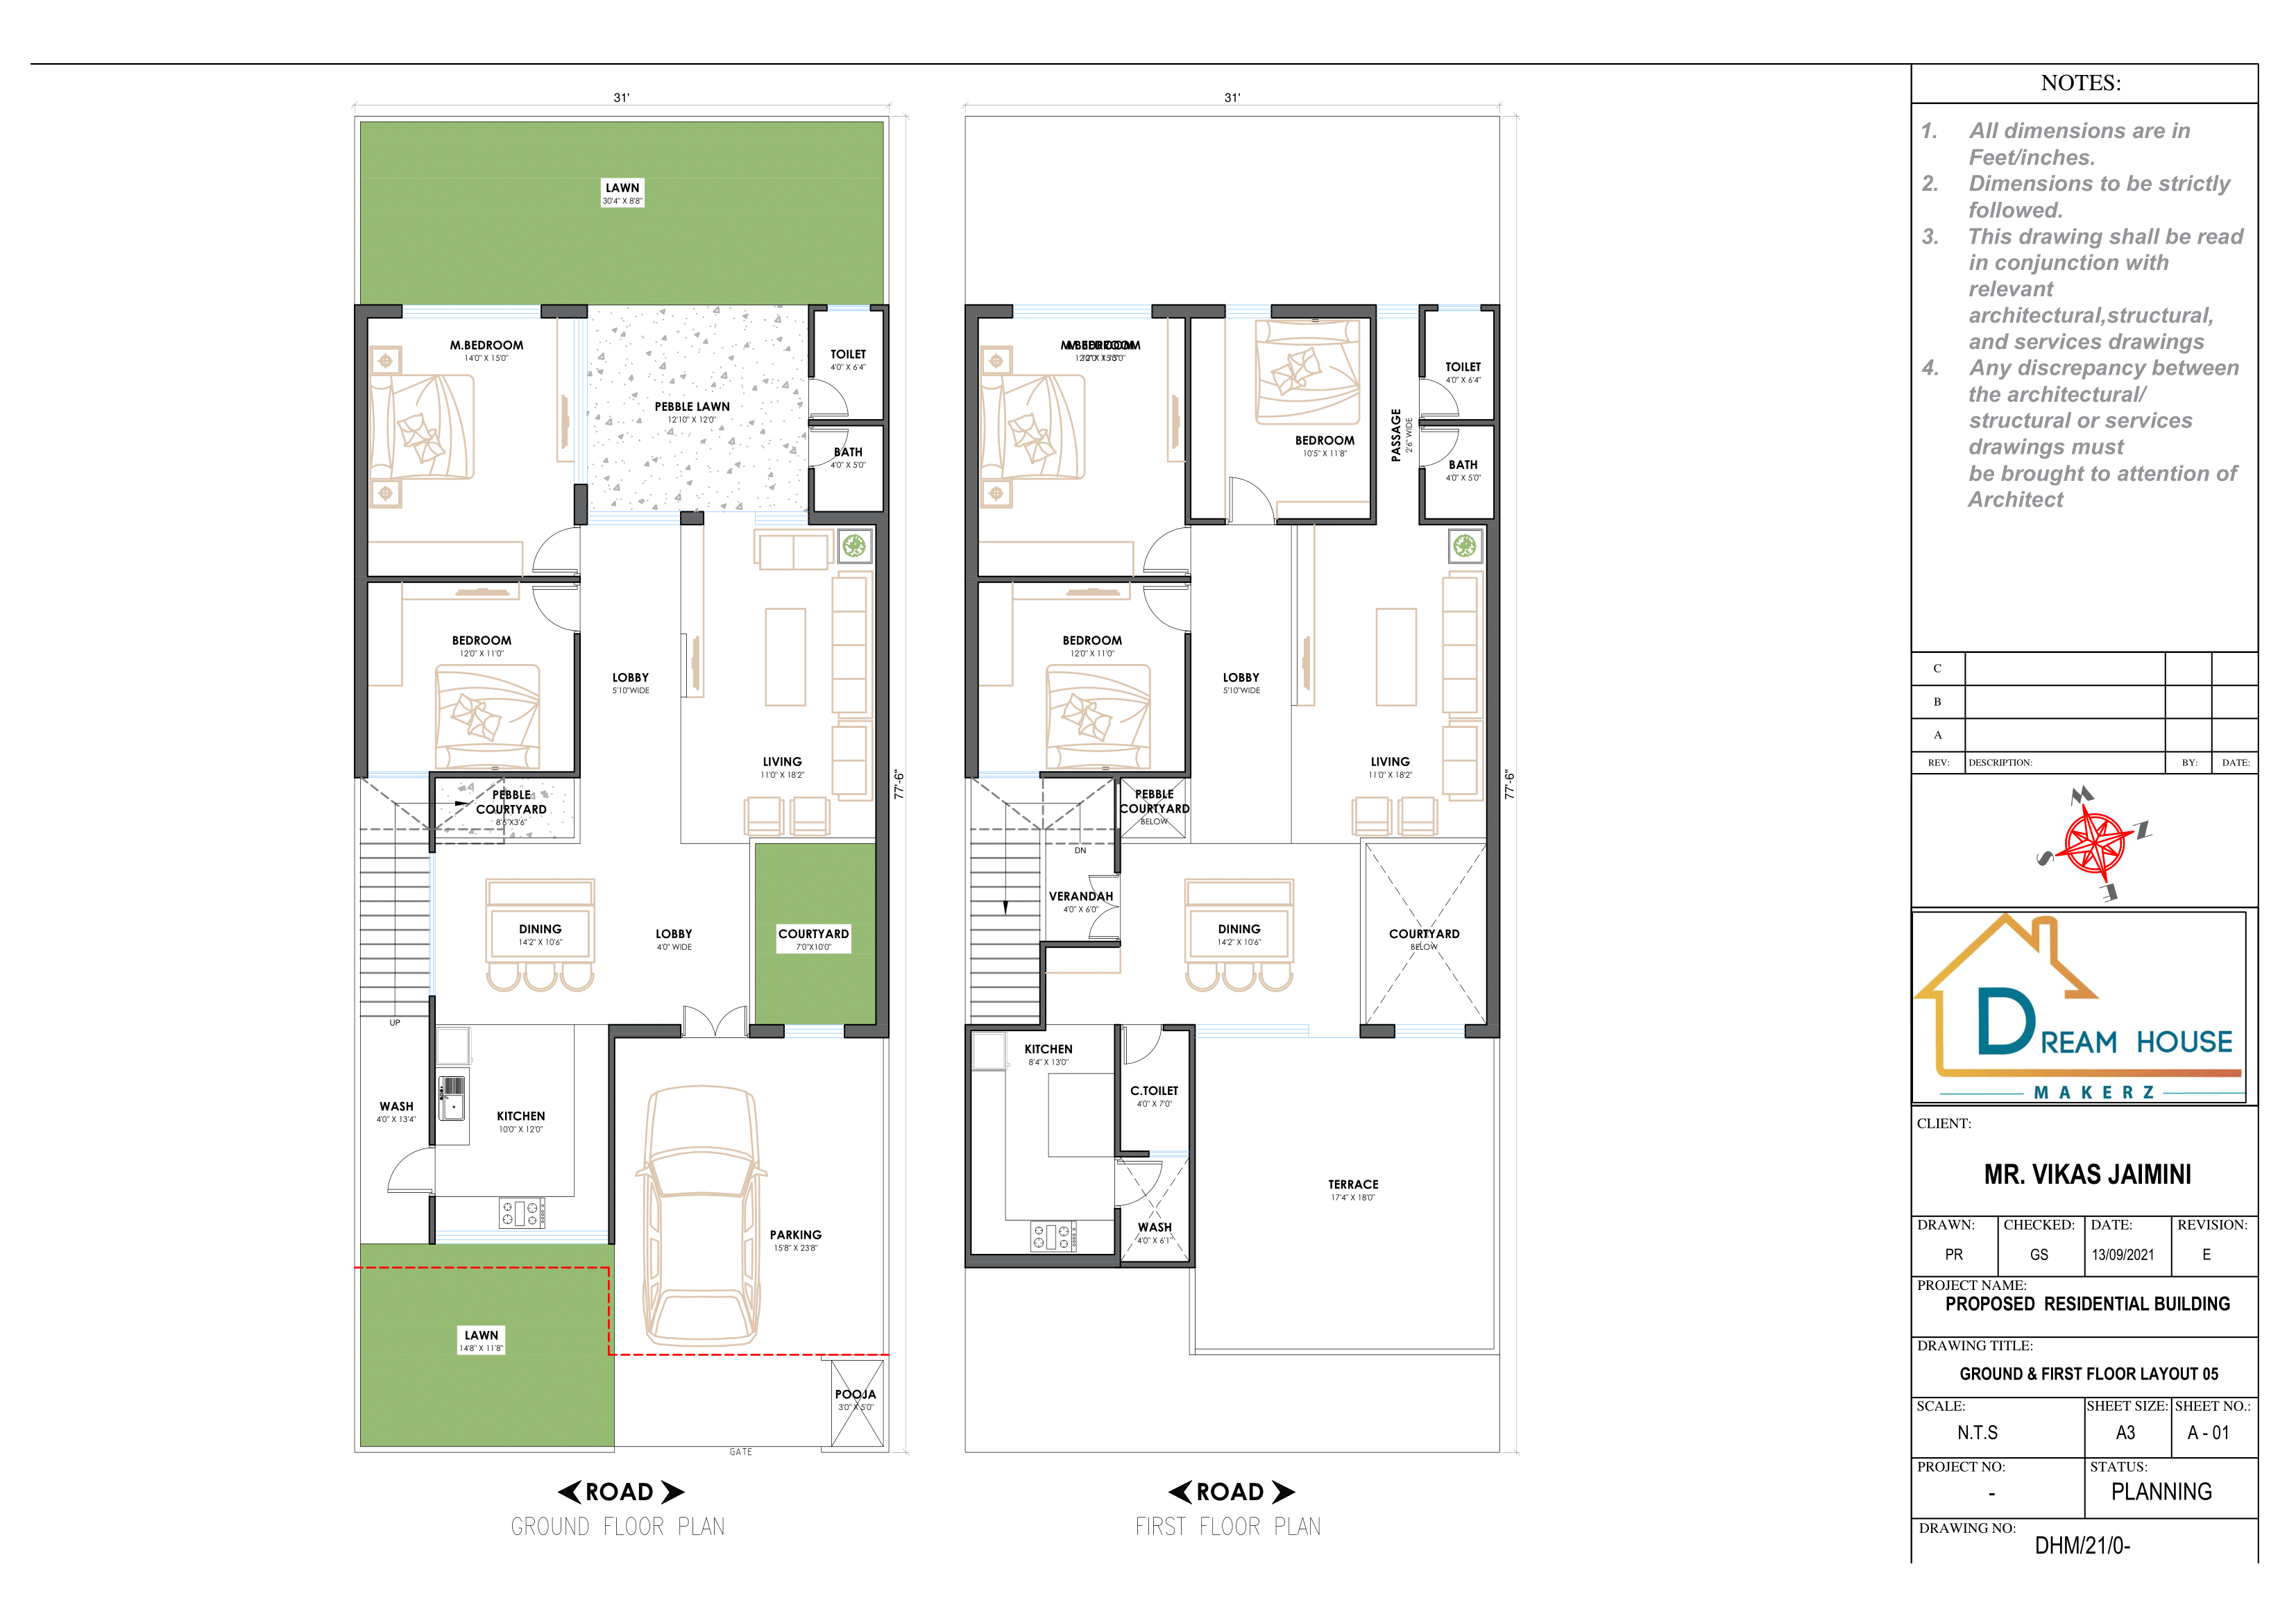 31'
LAWN
30'4" X 8'8"
M.BEDROOM
14'0" X 15'0"
TOILET
4'0" X 6'4"
PEBBLE LAWN
12'10" X 12'0"
BATH
4'0" X 5'0"
BEDROOM
12'0" X 11'0"
LOBBY
5'10"WIDE
LIVING
11'0" X 18'2"
77'-6"
PEBBLE
COURTYARD
8'6"X3'6"
DINING
14'2" X 10'6"
LOBBY
4'0" WIDE
COURTYARD
7'0"X10'0"
UP
WASH
4'0" X 13'4"
KITCHEN
10'0" X 12'0"
PARKING
15'8" X 23'8"
LAWN
14'8" X 11'8"
POOJA
3'0" X 5'0"
GATE
ROAD
GROUND FLOOR PLAN
31'
M.BEDROOM
TOILET
4'0" X 6'4"
PASSAGE
2'6" WIDE
BEDROOM
10'5" X 11'8"
BATH
4'0" X 5'0"
BEDROOM
12'0" X 11'0"
LOBBY
5'10"WIDE
LIVING
11'0" X 18'2"
77'-6"
PEBBLE
COURTYARD
BELOW
DN
VERANDAH
4'0" X 6'0"
DINING
14'2" X 10'6"
COURTYARD
BELOW
KITCHEN
8'4" X 13'0"
C.TOILET
4'0" X 7'0"
TERRACE
17'4" X 18'0"
WASH
4'0" X 6'1"
ROAD
FIRST FLOOR PLAN
NOTES:
1. All dimensions are in
Feet/inches.
2. Dimensions to be strictly
followed.
3. This drawing shall be read
in conjunction with
relevant
architectural,structural,
and services drawings
4. Any discrepancy between
the architectural/
structural or services
drawings must
be brought to attention of
Architect
C
B
A
REV: DESCRIPTION: BY: DATE:
W
N
S
E
DREAM HOUSE
MAKERZ
CLIENT:
MR. VIKAS JAIMINI
DRAWN: CHECKED: DATE: REVISION:
PR GS 13/09/2021 E
PROJECT NAME:
PROPOSED RESIDENTIAL BUILDING
DRAWING TITLE:
GROUND & FIRST FLOOR LAYOUT 05
SCALE: SHEET SIZE: SHEET NO.:
N.T.S A3 A - 01
PROJECT NO: STATUS:
- PLANNING
DRAWING NO:
DHM/21/0-